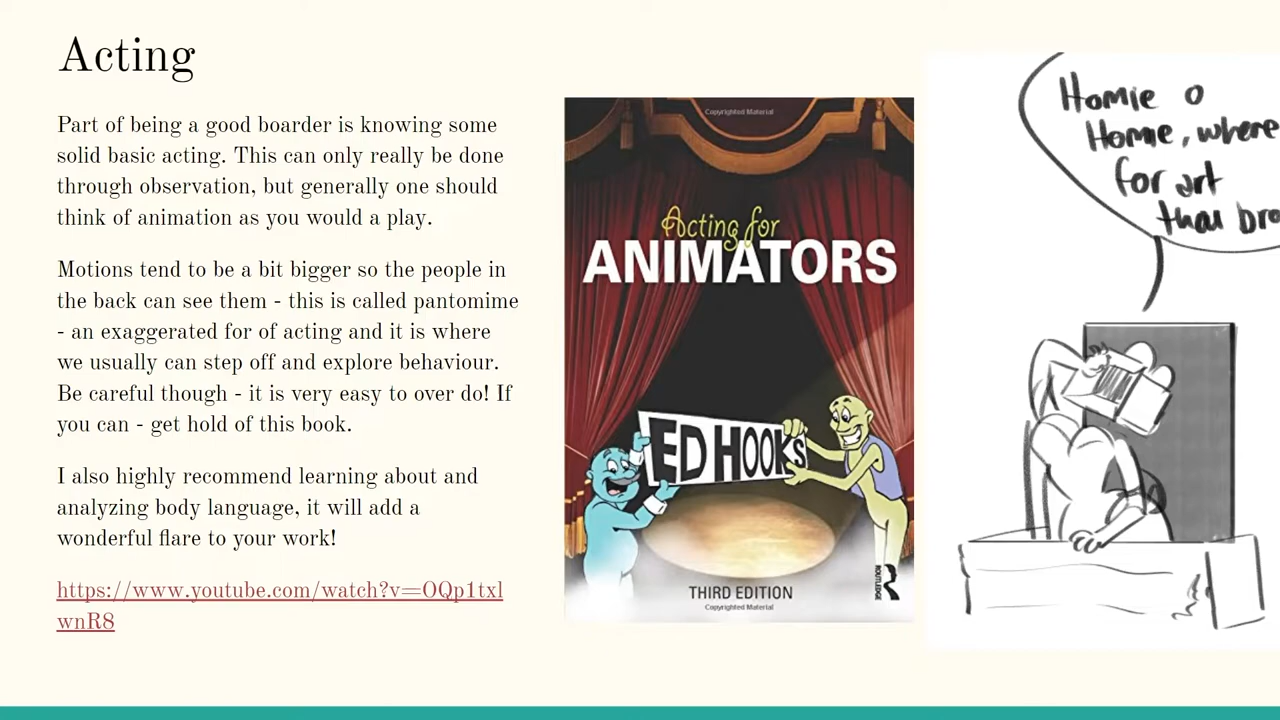 Acting
Part of being a good boarder is knowing some
solid basic acting. This can only really be done
through observation, but generally one should
think of animation as you would a play.
Motions tend to be a bit bigger so the people in
the back can see them - this is called pantomime
- an exaggerated for of acting and it is where
we usually can step off and explore behaviour.
Be careful though - it is very easy to over do! If
you can - get hold of this book.
I also highly recommend learning about and
analyzing body language, it will add a
wonderful flare to your work!
https://www.youtube.com/watch?v=OQp1txl
wnR8
Copyrighted Material
Acting for
ANIMATORS
ED HOOKS
THIRD EDITION
Copyrighted Material
ROUTLEDGE
Homie o
Homie, where
for art
thou bro